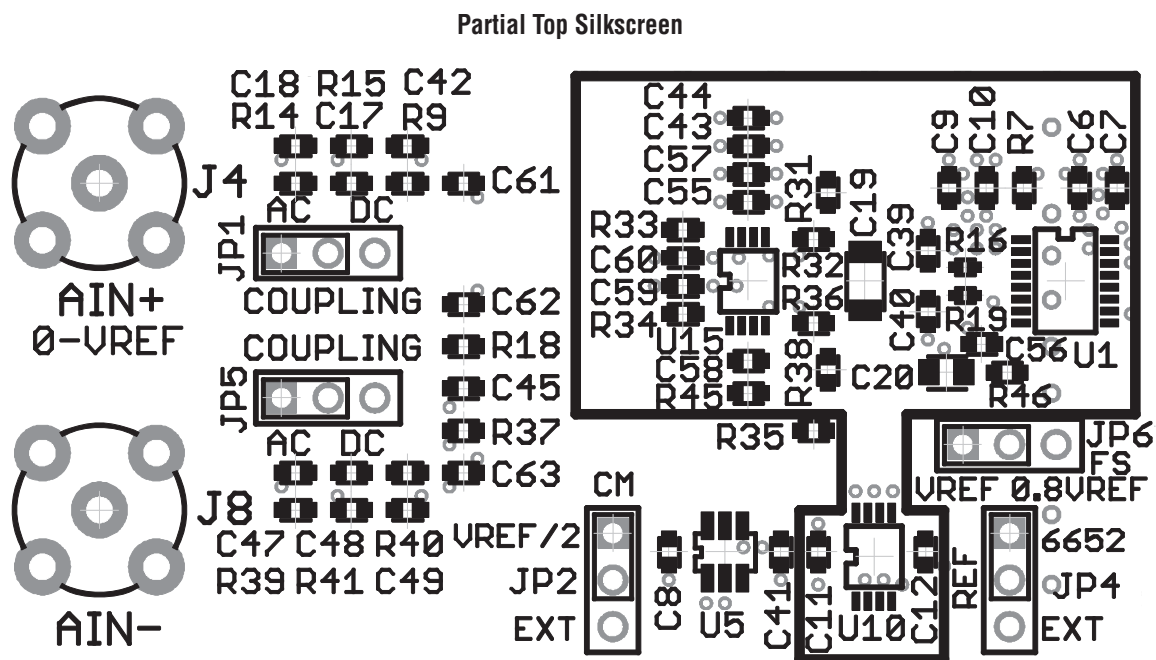 Partial Top Silkscreen
C18 R15 C42
R14 C17 R9
J4
C61
AC DC
JP1
COUPLING
AIN+
0-VREF
C62
COUPLING
R18
JP5
C45
AC DC
R37
C63
J8
C47 C48 R40
R39 R41 C49
AIN-
C44
C43
C57
C55
R31
C19
C9
C10
R7
C6
C7
R33
C60
C59
R34
R32
R36
C39
R16
C40
R19
U15
C58
R45
R38
C20
C56
U1
R46
R35
JP6
FS
VREF 0.8VREF
CM
VREF/2
JP2
EXT
C8
U5
C41
C11
U10
C12
REF
6652
JP4
EXT